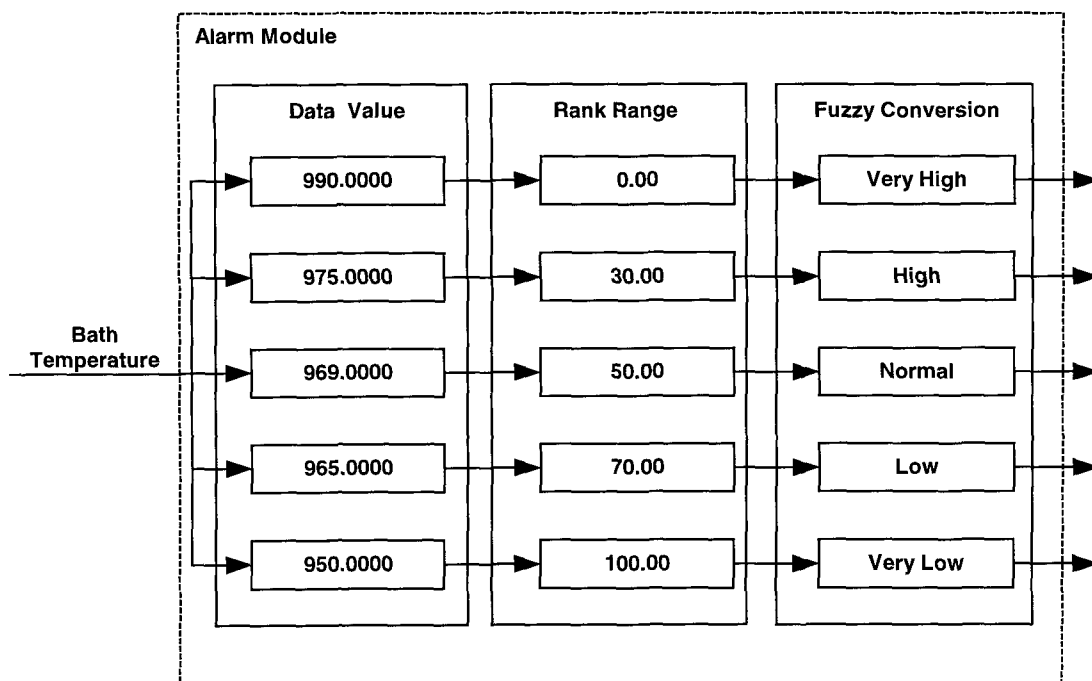 Alarm Module
Data Value
Rank Range
Fuzzy Conversion
990.0000
0.00
Very High
975.0000
30.00
High
Bath
Temperature
969.0000
50.00
Normal
965.0000
70.00
Low
950.0000
100.00
Very Low